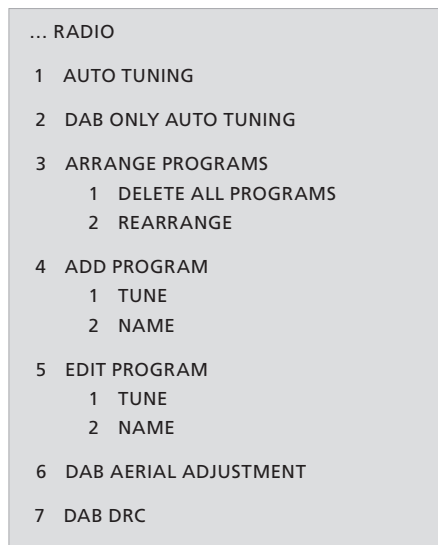 ... RADIO
1 AUTO TUNING
2 DAB ONLY AUTO TUNING
3 ARRANGE PROGRAMS
1 DELETE ALL PROGRAMS
2 REARRANGE
4 ADD PROGRAM
1 TUNE
2 NAME
5 EDIT PROGRAM
1 TUNE
2 NAME
6 DAB AERIAL ADJUSTMENT
7 DAB DRC